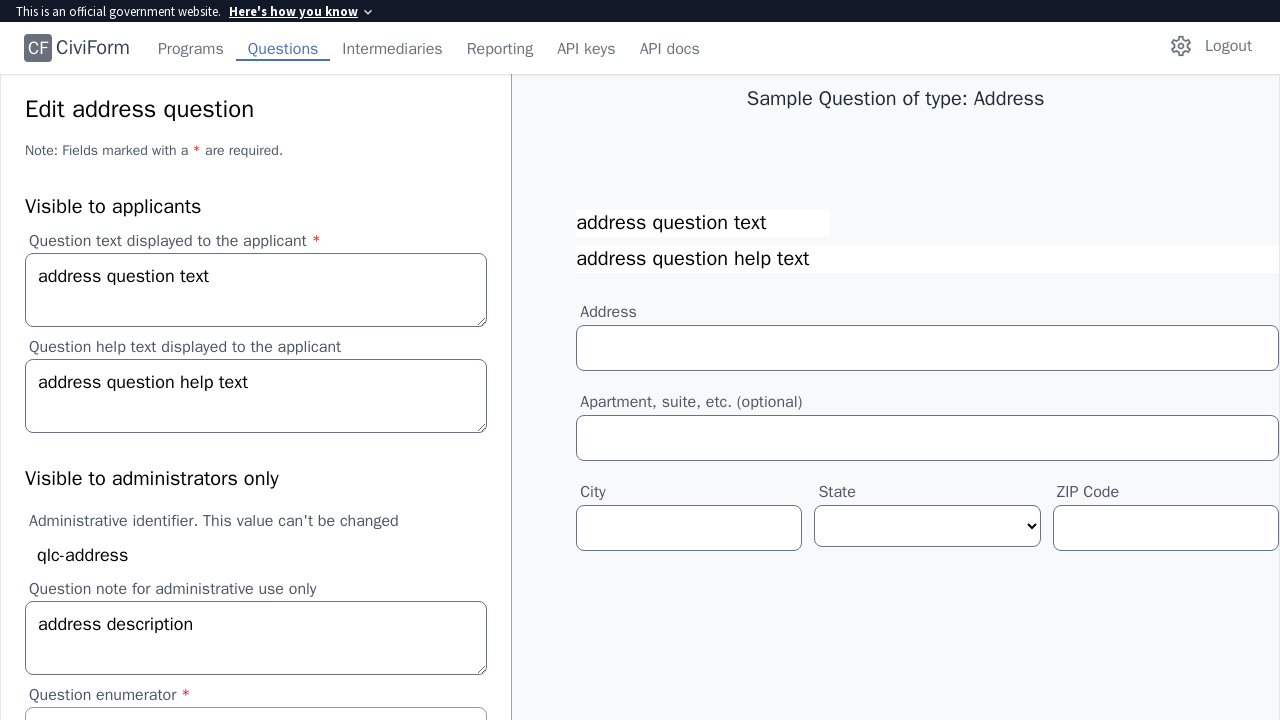 This is an official government website. Here's how you know
CF CiviForm Programs Questions Intermediaries Reporting API keys API docs Logout
Edit address question
Note: Fields marked with a * are required.
Visible to applicants
Question text displayed to the applicant *
address question text
Question help text displayed to the applicant
address question help text
Visible to administrators only
Administrative identifier. This value can't be changed
qlc-address
Question note for administrative use only
address description
Question enumerator *
Sample Question of type: Address
address question text
address question help text
Address
Apartment, suite, etc. (optional)
City State ZIP Code